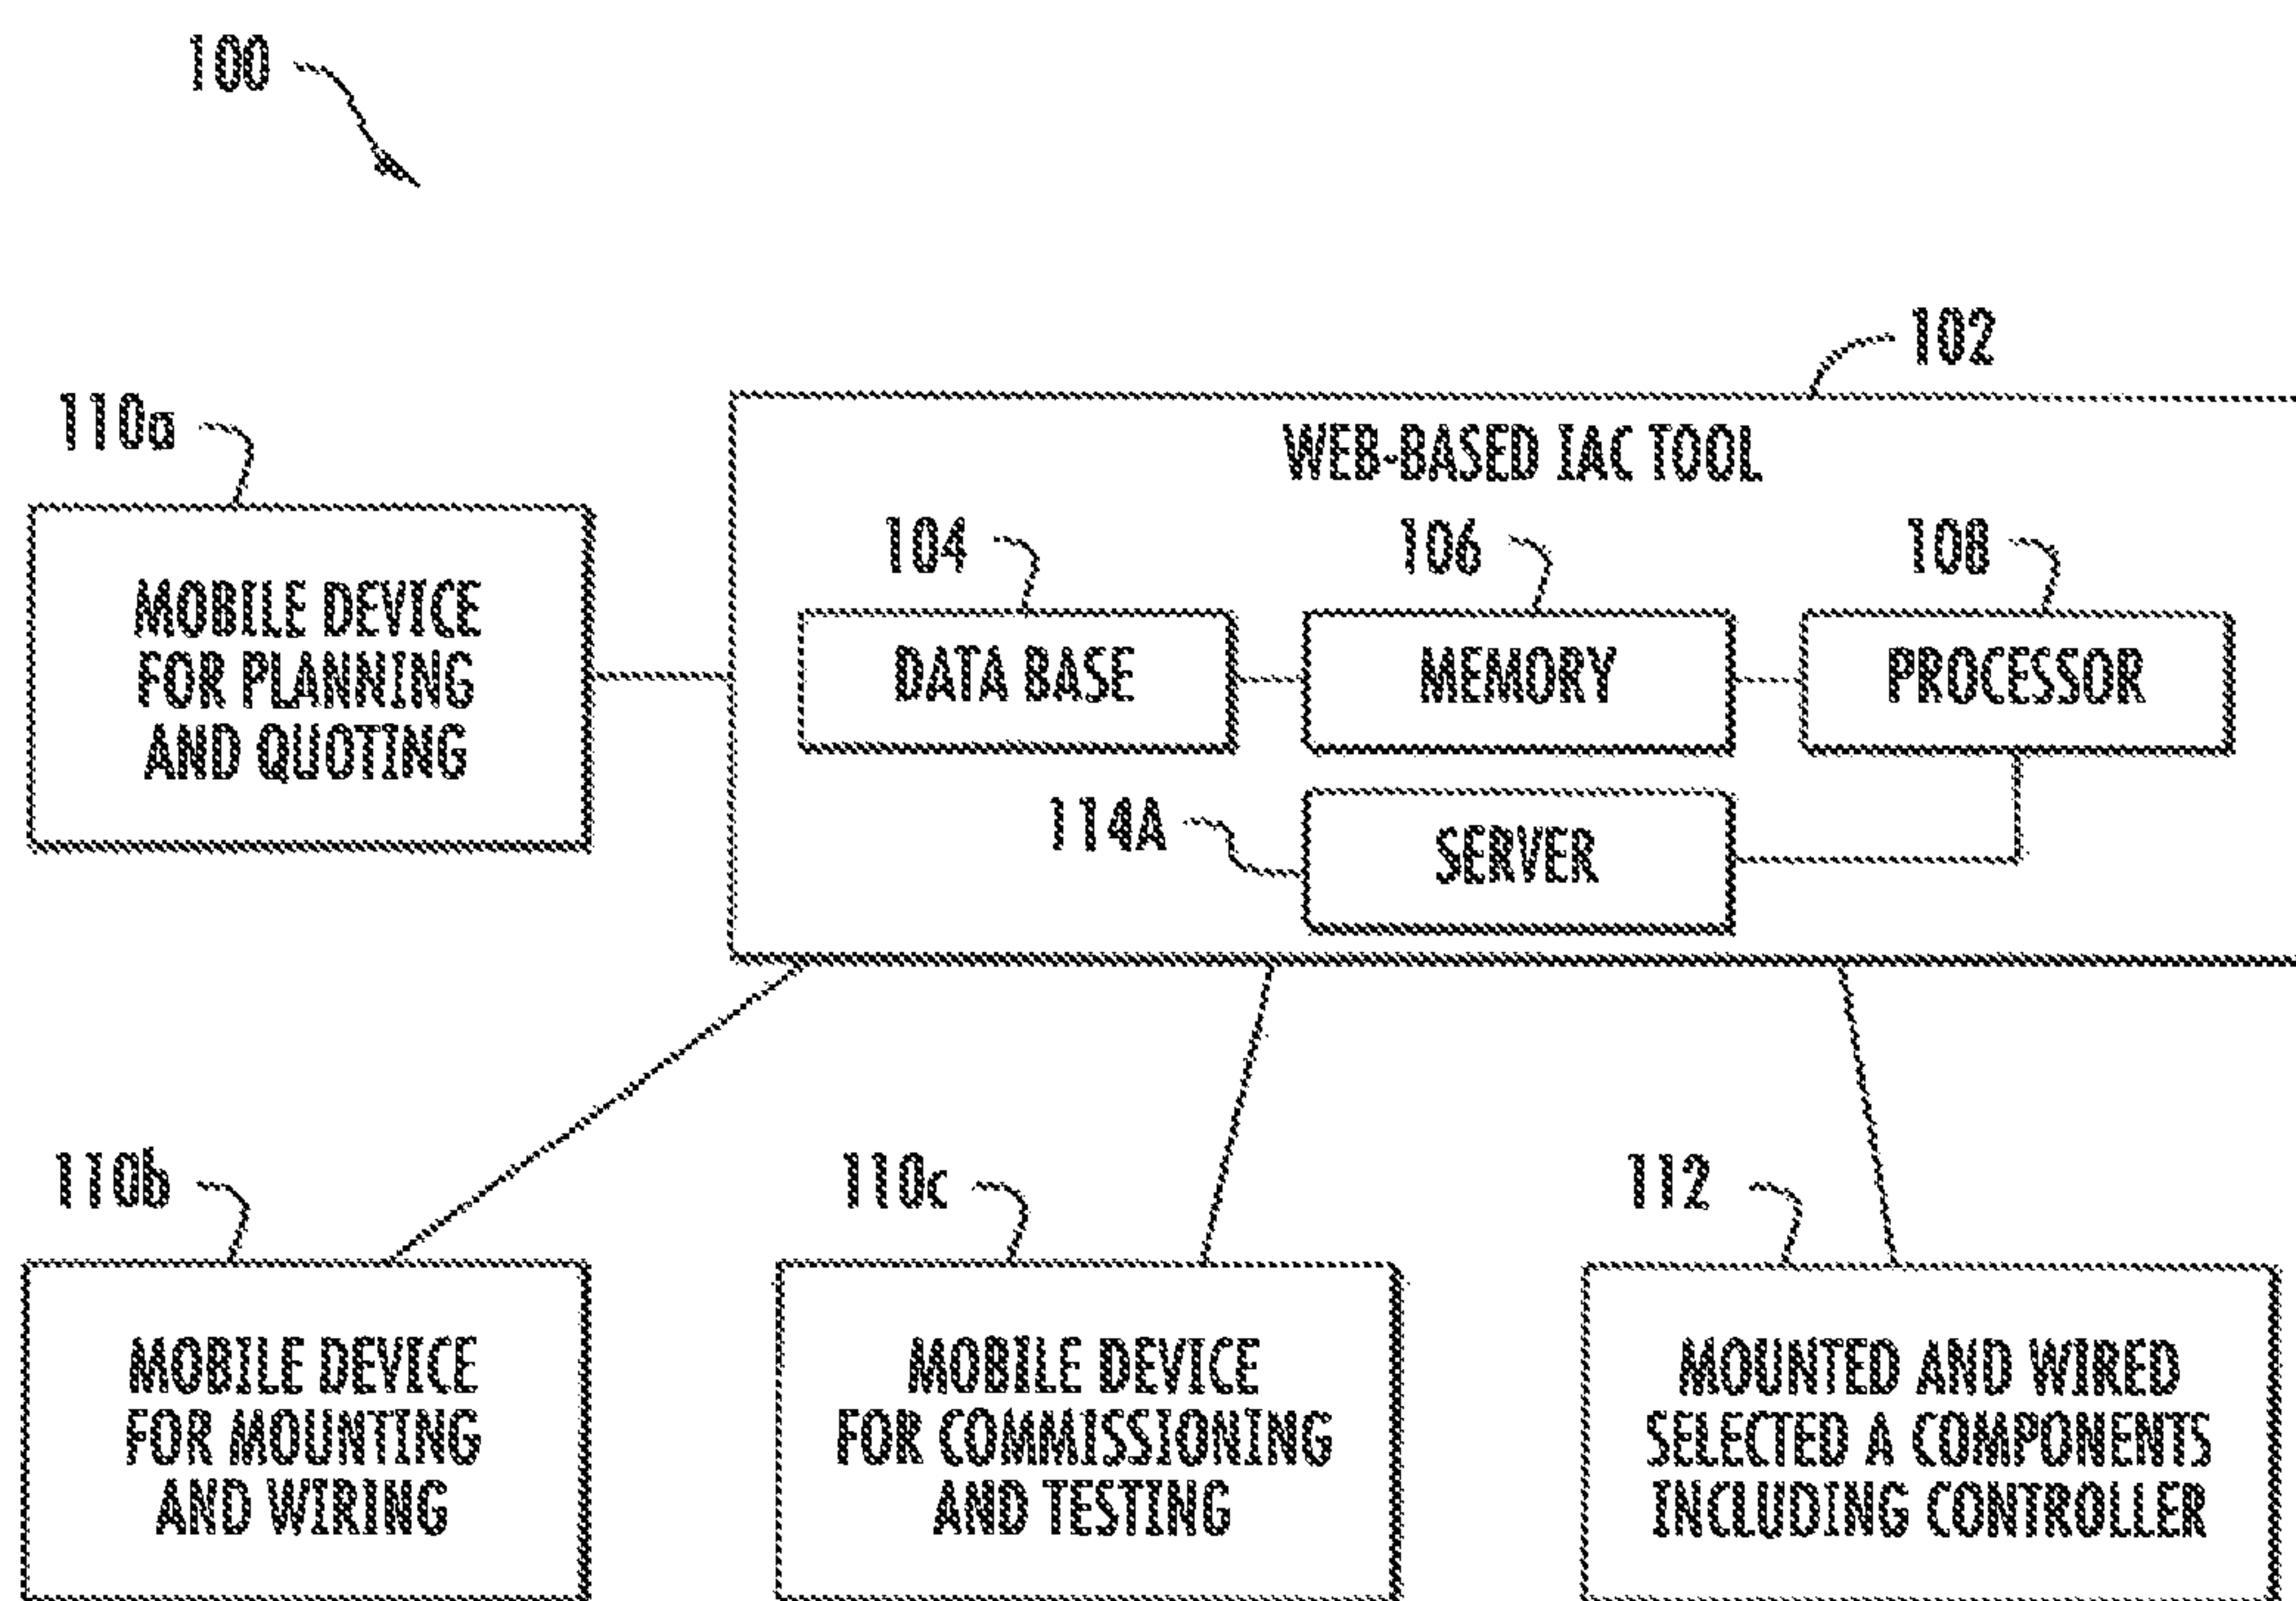 100
102
WEB-BASED IAC TOOL
110a
MOBILE DEVICE
FOR PLANNING
AND QUOTING
104
106
108
DATA BASE
MEMORY
PROCESSOR
114A
SERVER
110b
110c
112
MOBILE DEVICE
FOR MOUNTING
AND WIRING
MOBILE DEVICE
FOR COMMISSIONING
AND TESTING
MOUNTED AND WIRED
SELECTED A COMPONENTS
INCLUDING CONTROLLER